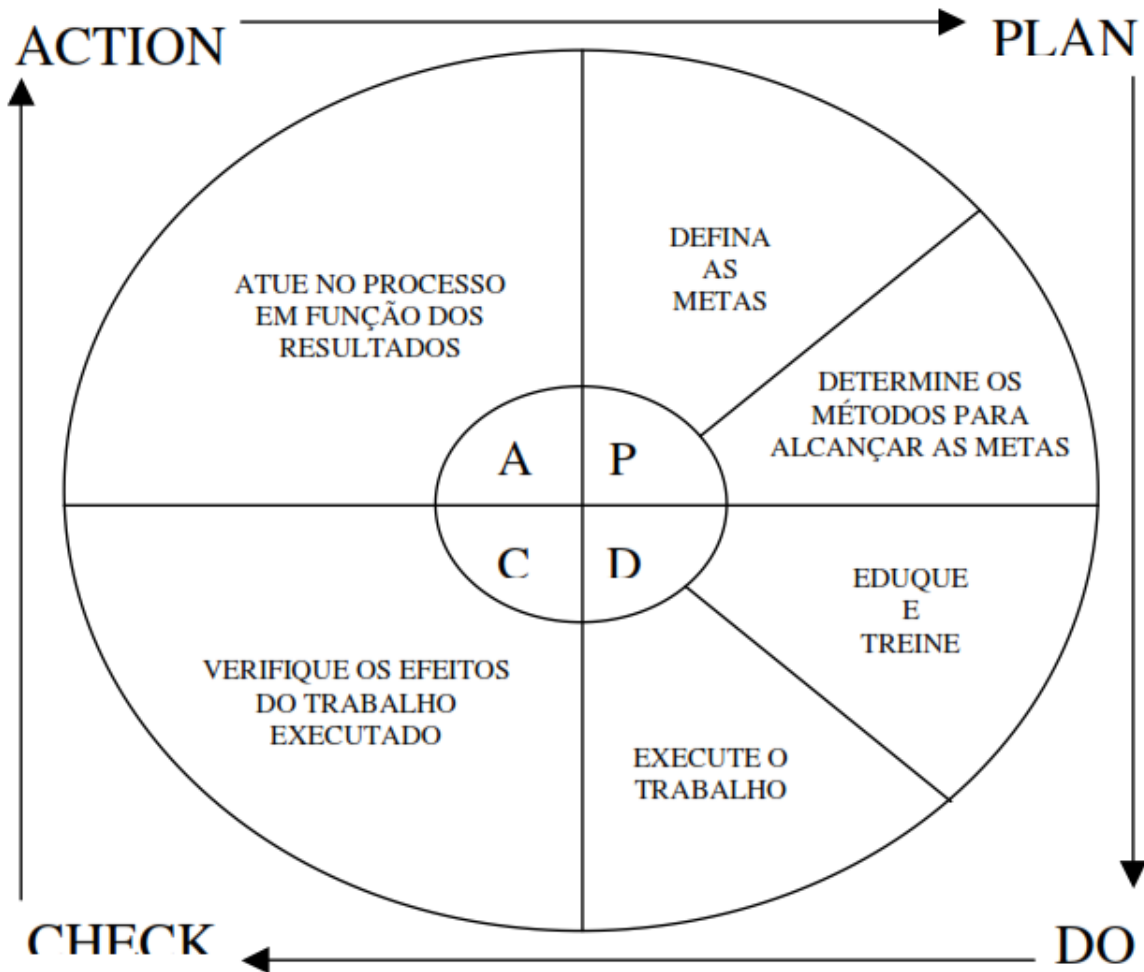 ACTION
PLAN
DEFINA
AS
METAS
ATUE NO PROCESSO
EM FUNÇÃO DOS
RESULTADOS
DETERMINE OS
MÉTODOS PARA
ALCANÇAR AS METAS
A
P
C
D
EDUQUE
E
TREINE
VERIFIQUE OS EFEITOS
DO TRABALHO
EXECUTADO
EXECUTE O
TRABALHO
CHECK
DO